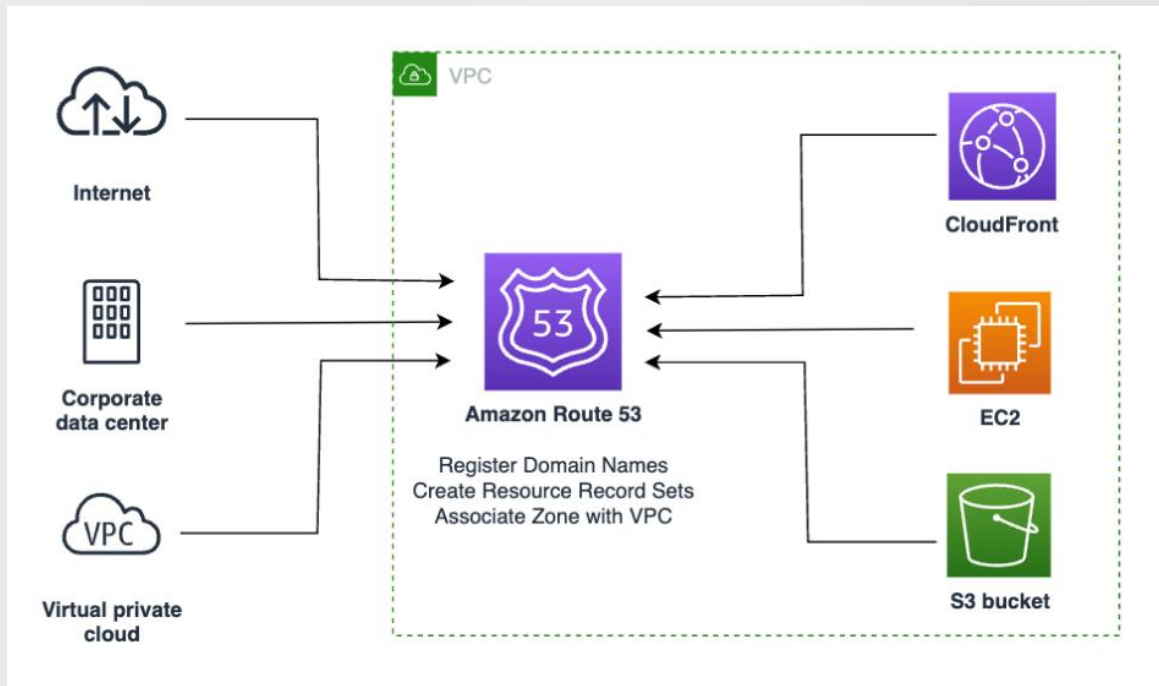 VPC
Internet
CloudFront
53
Amazon Route 53
Register Domain Names
Create Resource Record Sets
Associate Zone with VPC
Corporate
data center
EC2
VPC
Virtual private
cloud
S3 bucket